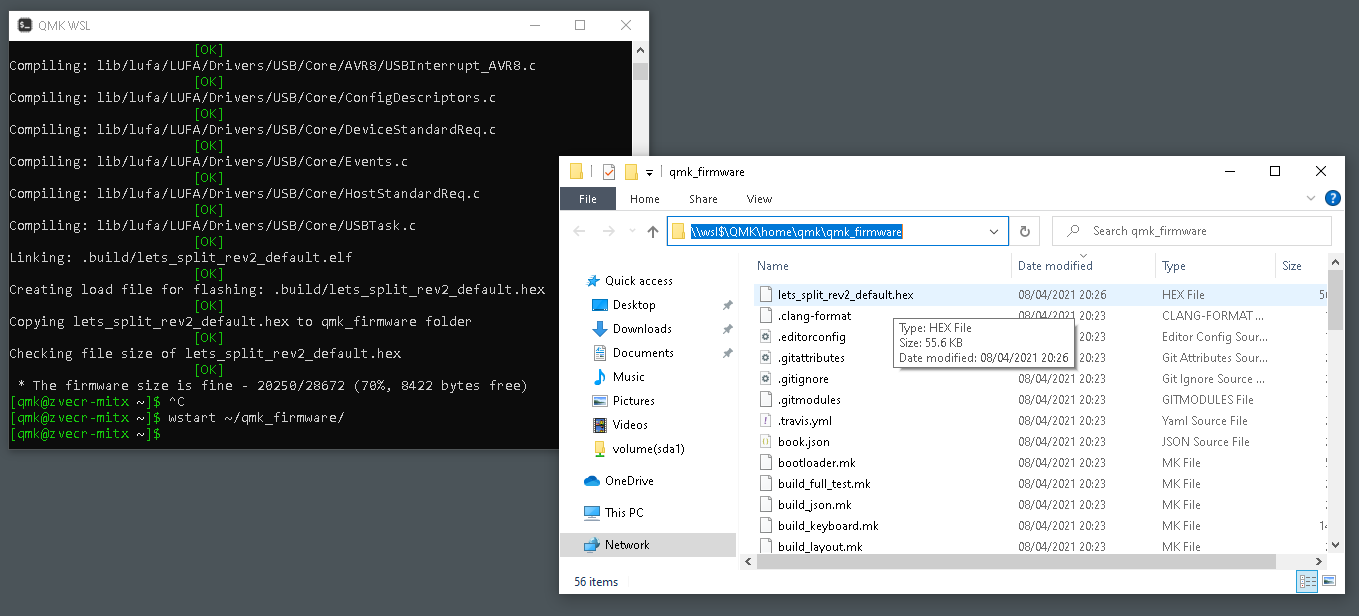 QMK WSL
[OK]
Compiling: lib/lufa/LUFA/Drivers/USB/Core/AVR8/USBInterrupt_AVR8.c
[OK]
Compiling: lib/lufa/LUFA/Drivers/USB/Core/ConfigDescriptors.c
[OK]
Compiling: lib/lufa/LUFA/Drivers/USB/Core/DeviceStandardReq.c
[OK]
Compiling: lib/lufa/LUFA/Drivers/USB/Core/Events.c
[OK]
Compiling: lib/lufa/LUFA/Drivers/USB/Core/HostStandardReq.c
[OK]
Compiling: lib/lufa/LUFA/Drivers/USB/Core/USBTask.c
[OK]
Linking: .build/lets_split_rev2_default.elf
[OK]
Creating load file for flashing: .build/lets_split_rev2_default.hex
[OK]
Copying lets_split_rev2_default.hex to qmk_firmware folder
[OK]
Checking file size of lets_split_rev2_default.hex
[OK]
* The firmware size is fine - 20250/28672 (70%, 8422 bytes free)
[qmk@zvecr-mitx ~]$ ^C
[qmk@zvecr-mitx ~]$ wstart ~/qmk_firmware/
[qmk@zvecr-mitx ~]$
qmk_firmware
File Home Share View
\\wsl$\QMK\home\qmk\qmk_firmware
Search qmk_firmware
Quick access
Desktop
Downloads
Documents
Music
Pictures
Videos
volume(sda1)
OneDrive
This PC
Network
Name Date modified Type Size
lets_split_rev2_default.hex 08/04/2021 20:26 HEX File
.clang-format 08/04/2021 20:23 CLANG-FORMAT ...
.editorconfig 08/04/2021 20:23 Editor Config Sour...
.gitattributes 08/04/2021 20:23 Git Attributes Sour...
.gitignore 08/04/2021 20:23 Git Ignore Source ...
.gitmodules 08/04/2021 20:23 GITMODULES File
.travis.yml 08/04/2021 20:23 Yaml Source File
book.json 08/04/2021 20:23 JSON Source File
bootloader.mk 08/04/2021 20:23 MK File
build_full_test.mk 08/04/2021 20:23 MK File
build_json.mk 08/04/2021 20:23 MK File
build_keyboard.mk 08/04/2021 20:23 MK File
build_layout.mk 08/04/2021 20:23 MK File
Type: HEX File
Size: 55.6 KB
Date modified: 08/04/2021 20:26
56 items